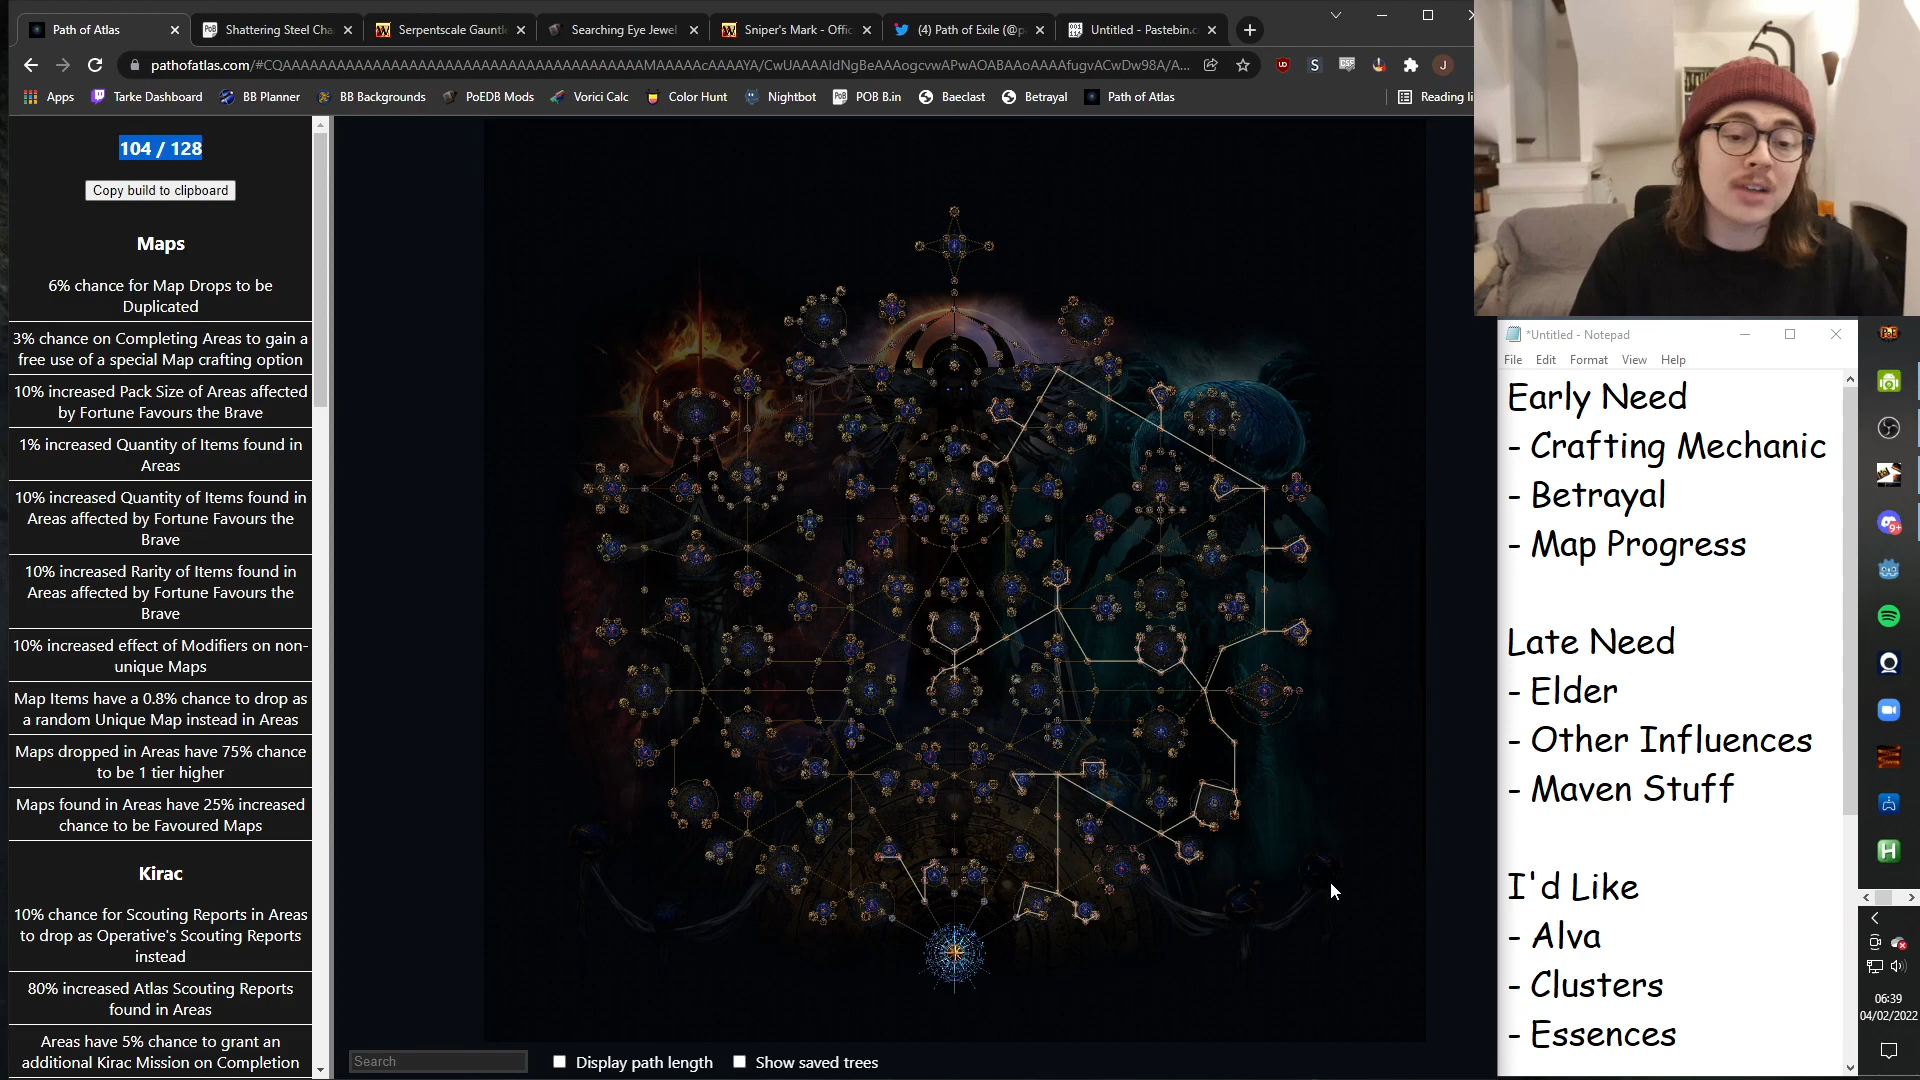 Path of Atlas
Shattering Steel Cha
Serpentscale Gauntl
Searching Eye Jewel
Sniper's Mark - Offic
(4) Path of Exile (@p
Untitled - Pastebin.c
pathofatlas.com/#CQAAAAAAAAAAAAAAAAAAAAAAAAAAAAAAAAAAAAAMAAAAAcAAAAYA/CwUAAAAIdNgBeAAAogcvwAPwAOABAAoAAAAfugvACwDw98A/A...
Apps
Tarke Dashboard
BB Planner
BB Backgrounds
PoEDB Mods
Vorici Calc
Color Hunt
Nightbot
POB B.in
Baeclast
Betrayal
Path of Atlas
Reading li
104 / 128
Copy build to clipboard
Maps
6% chance for Map Drops to be
Duplicated
3% chance on Completing Areas to gain a
free use of a special Map crafting option
10% increased Pack Size of Areas affected
by Fortune Favours the Brave
1% increased Quantity of Items found in
Areas
10% increased Quantity of Items found in
Areas affected by Fortune Favours the
Brave
10% increased Rarity of Items found in
Areas affected by Fortune Favours the
Brave
10% increased effect of Modifiers on non-
unique Maps
Map Items have a 0.8% chance to drop as
a random Unique Map instead in Areas
Maps dropped in Areas have 75% chance
to be 1 tier higher
Maps found in Areas have 25% increased
chance to be Favoured Maps
Kirac
10% chance for Scouting Reports in Areas
to drop as Operative's Scouting Reports
instead
80% increased Atlas Scouting Reports
found in Areas
Areas have 5% chance to grant an
additional Kirac Mission on Completion
Search
Display path length
Show saved trees
*Untitled - Notepad
File Edit Format View Help
Early Need
- Crafting Mechanic
- Betrayal
- Map Progress
Late Need
- Elder
- Other Influences
- Maven Stuff
I'd Like
- Alva
- Clusters
- Essences
06:39
04/02/2022